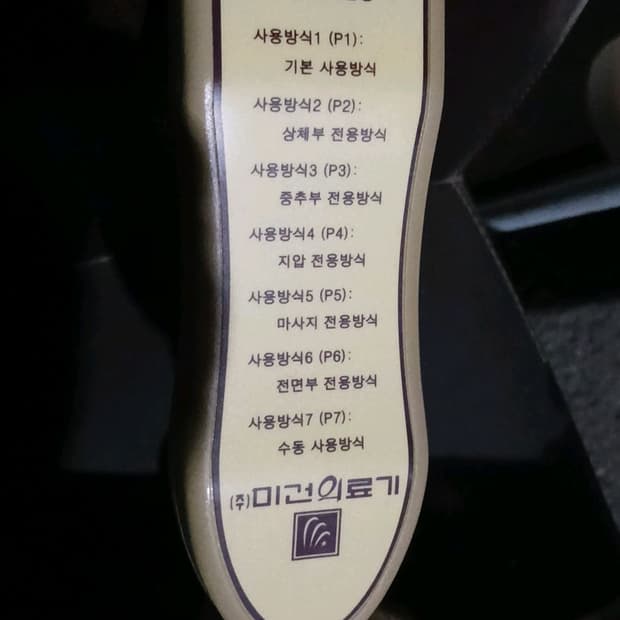 사용방식1 (P1):
기본 사용방식
사용방식2 (P2):
상체부 전용방식
사용방식3 (P3):
중추부 전용방식
사용방식4 (P4):
지압 전용방식
사용방식5 (P5):
마사지 전용방식
사용방식6 (P6):
전면부 전용방식
사용방식7 (P7):
수동 사용방식
(주)미건의료기